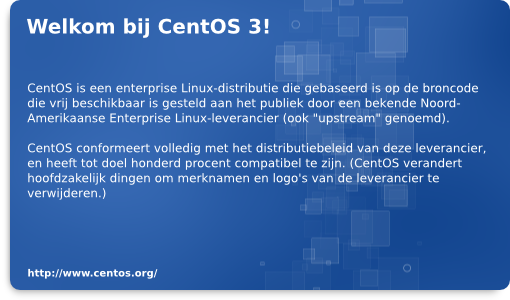 Welkom bij CentOS 3!
CentOS is een enterprise Linux-distributie die gebaseerd is op de broncode
die vrij beschikbaar is gesteld aan het publiek door een bekende Noord-
Amerikaanse Enterprise Linux-leverancier (ook "upstream" genoemd).
CentOS conformeert volledig met het distributiebeleid van deze leverancier,
en heeft tot doel honderd procent compatibel te zijn. (CentOS verandert
hoofdzakelijk dingen om merknamen en logo's van de leverancier te
verwijderen.)
http://www.centos.org/